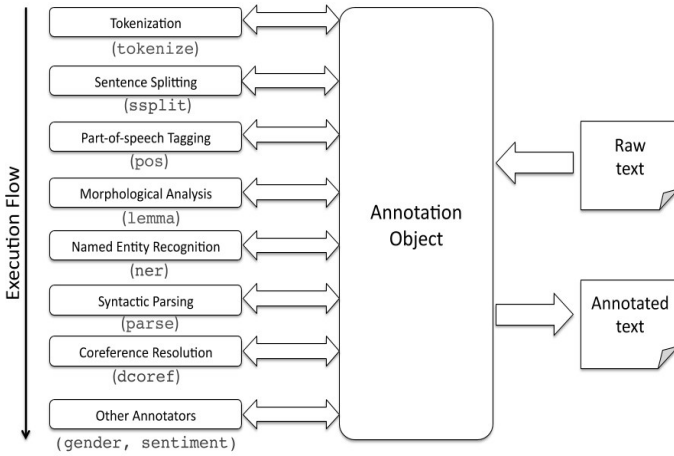 Execution Flow
Tokenization
(tokenize)
Sentence Splitting
(ssplit)
Part-of-speech Tagging
(pos)
Morphological Analysis
(lemma)
Named Entity Recognition
(ner)
Syntactic Parsing
(parse)
Coreference Resolution
(dcoref)
Other Annotators
(gender, sentiment)
Annotation
Object
Raw
text
Annotated
text